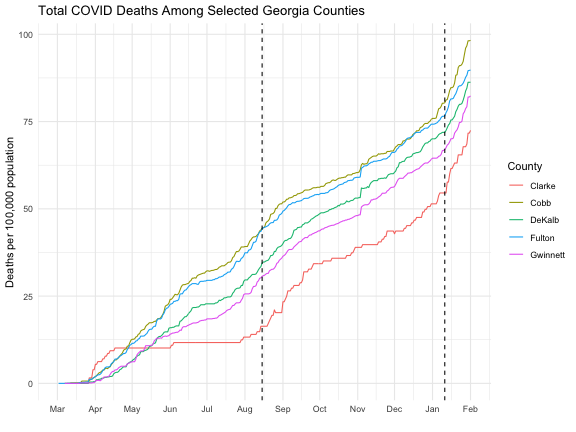 Total COVID Deaths Among Selected Georgia Counties
Deaths per 100,000 population
100
75
50
25
0
Mar Apr May Jun Jul Aug Sep Oct Nov Dec Jan Feb
County
Clarke
Cobb
DeKalb
Fulton
Gwinnett